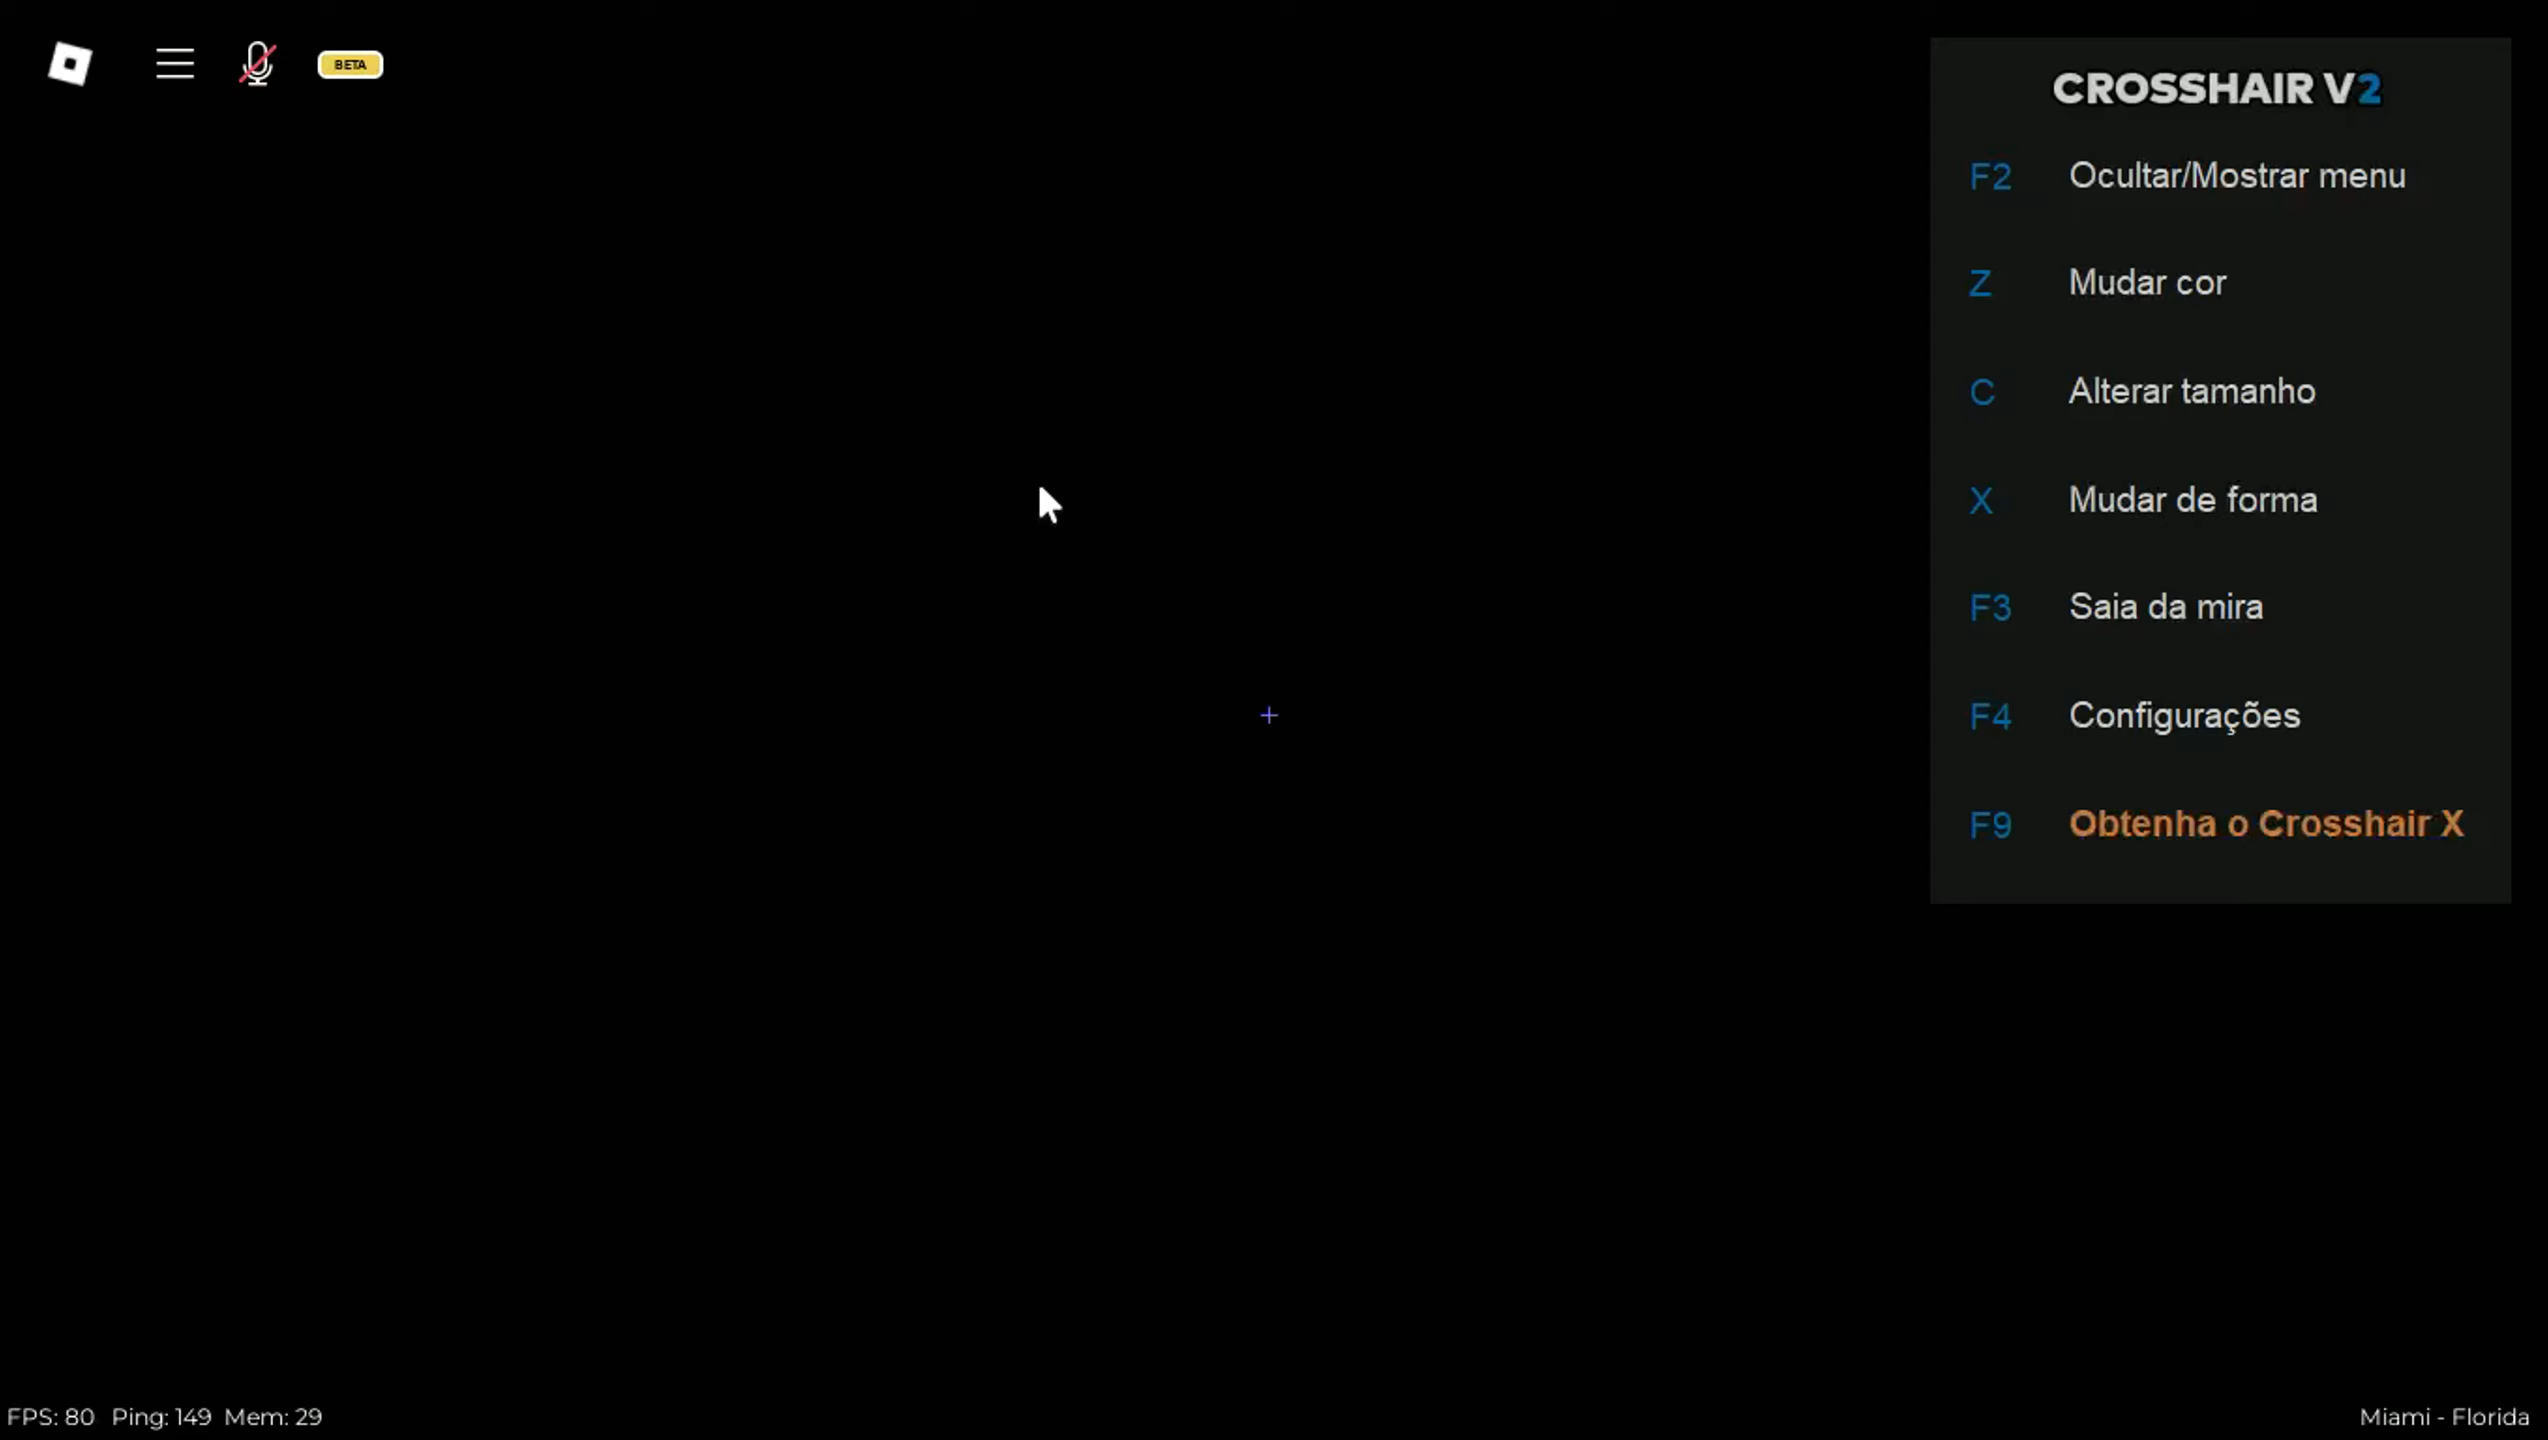 BETA
CROSSHAIR V2
F2 Ocultar/Mostrar menu
Z Mudar cor
C Alterar tamanho
X Mudar de forma
F3 Saia da mira
F4 Configurações
F9 Obtenha o Crosshair X
FPS: 80 Ping: 149 Mem: 29
Miami - Florida